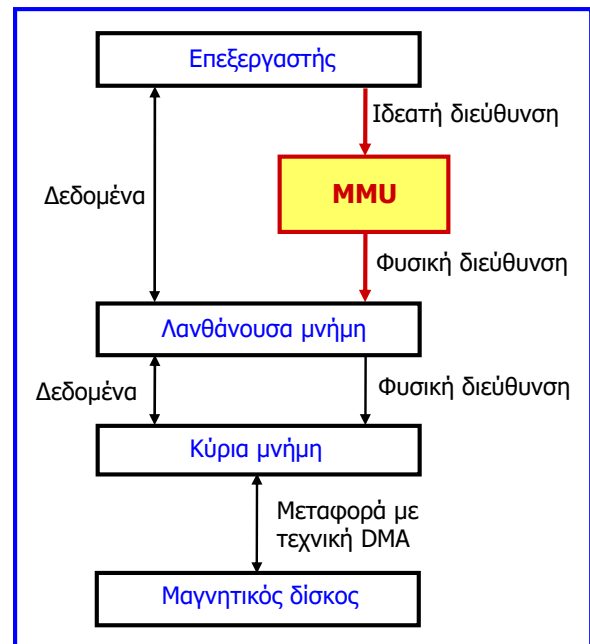 Επεξεργαστής
Ιδεατή διεύθυνση
MMU
Δεδομένα
Φυσική διεύθυνση
Λανθάνουσα μνήμη
Δεδομένα
Φυσική διεύθυνση
Κύρια μνήμη
Μεταφορά με
τεχνική DMA
Μαγνητικός δίσκος